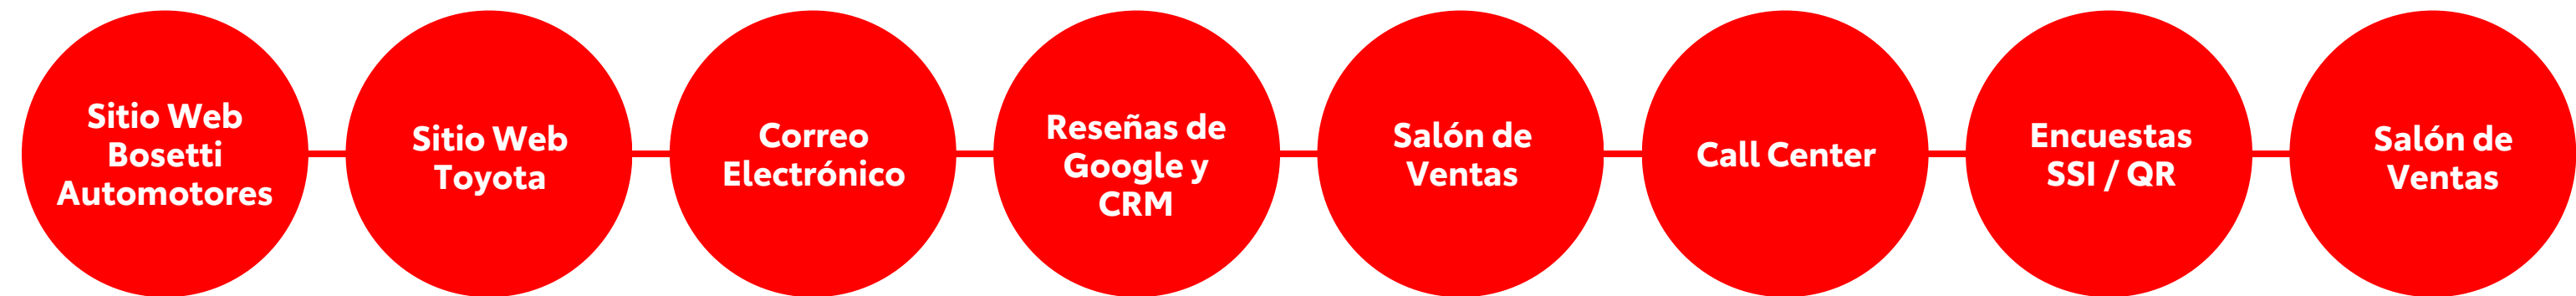 Sitio Web
Bosetti
Automotores
Sitio Web
Toyota
Correo
Electrónico
Reseñas de
Google y
CRM
Salón de
Ventas
Call Center
Encuestas
SSI / QR
Salón de
Ventas